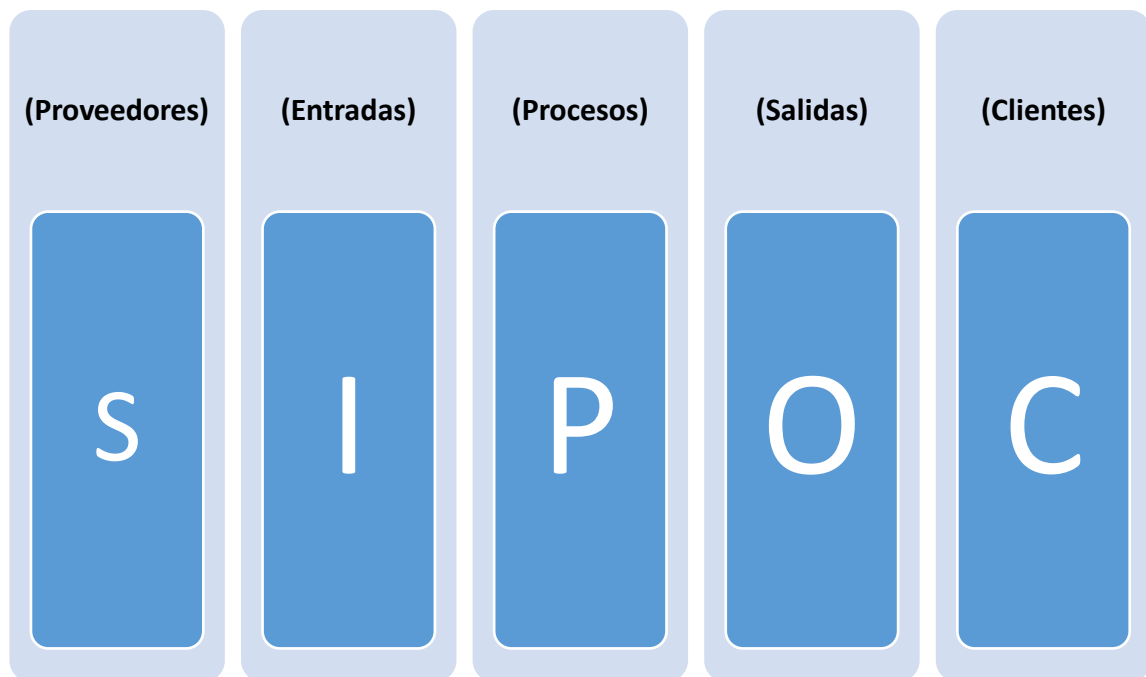 (Proveedores)
(Entradas)
(Procesos)
(Salidas)
(Clientes)
S
I
P
O
C